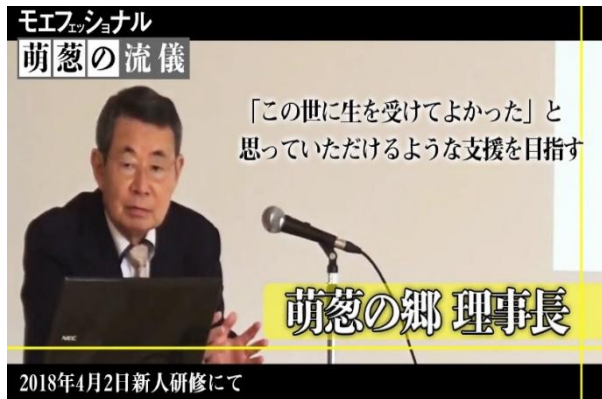 モエフェッショナル
萌葱の流儀
「この世に生を受けてよかった」と
思っていただけるような支援を目指す
萌葱の郷 理事長
NEC
2018年4月2日新人研修にて